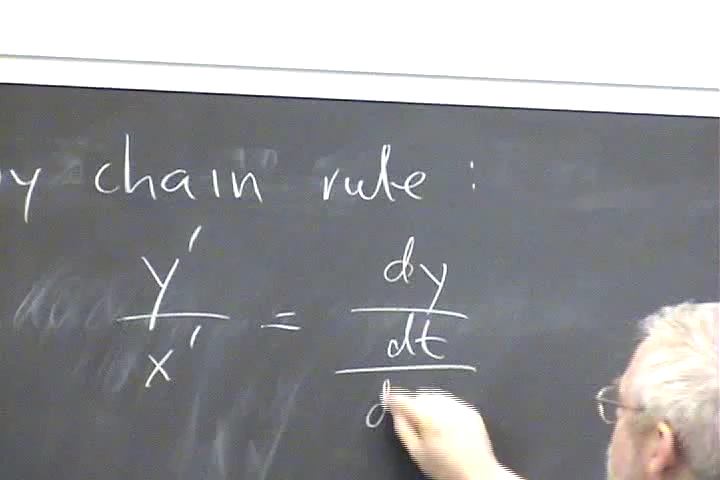 y chain rule :
y' / x' = dy / dt / d